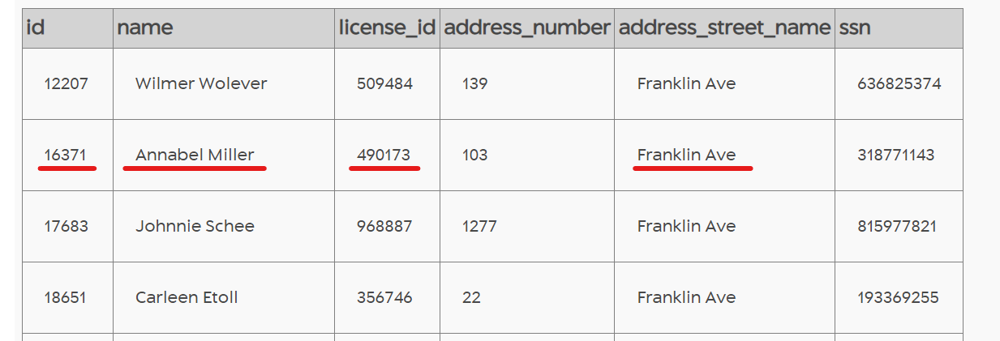 id name license_id address_number address_street_name ssn
12207 Wilmer Wolever 509484 139 Franklin Ave 636825374
16371 Annabel Miller 490173 103 Franklin Ave 318771143
17683 Johnnie Schee 968887 1277 Franklin Ave 815977821
18651 Carleen Etoll 356746 22 Franklin Ave 193369255